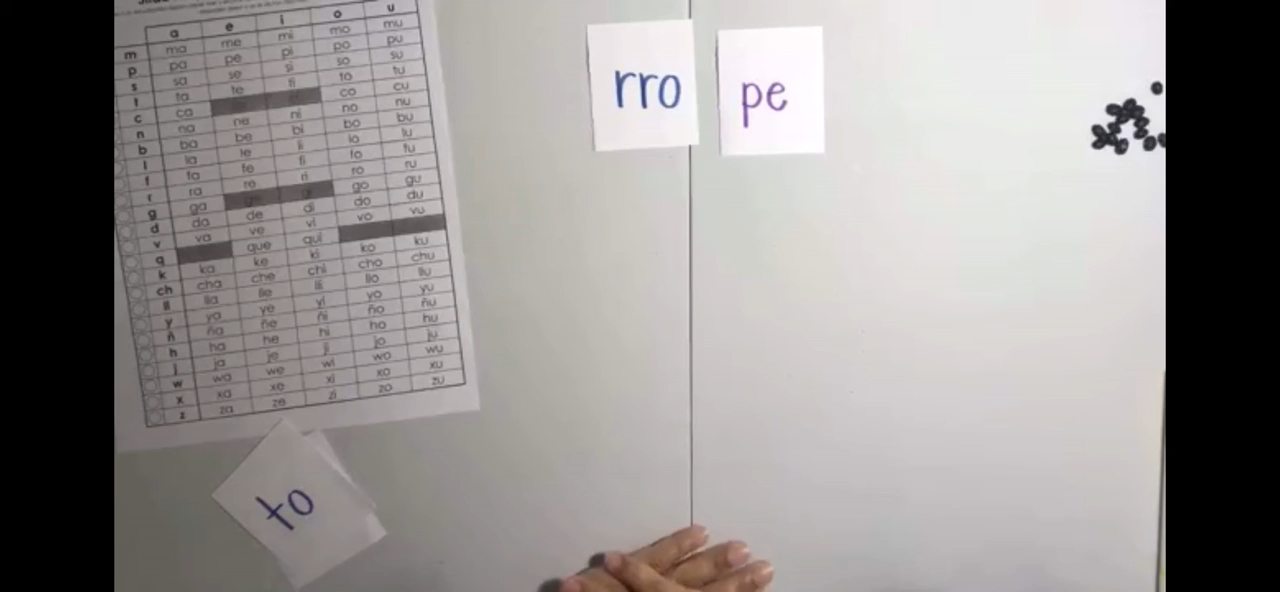 a e i o u
m ma me mi mo mu
p pa pe pi po pu
s sa se si so su
t ta te ti to tu
c ca co cu
n na ne ni no nu
b ba be bi bo bu
l la le li lo lu
f fa fe fi fo fu
r ra re ri ro ru
g ga go gu
d da de di do du
v va ve vi vo vu
q que qui
k ka ke ki ko ku
ch cha che chi cho chu
ll lla lle lli llo llu
y ya ye yi yo yu
ñ ña ñe ñi ño ñu
h ha he hi ho hu
j ja je ji jo ju
w wa we wi wo wu
x xa xe xi xo xu
z za ze zi zo zu
rro pe
to